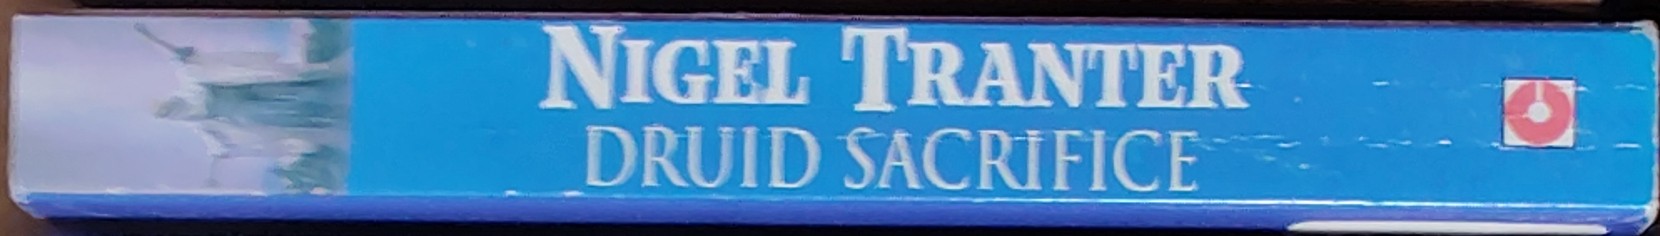 NIGEL TRANTER
DRUID SACRIFICE